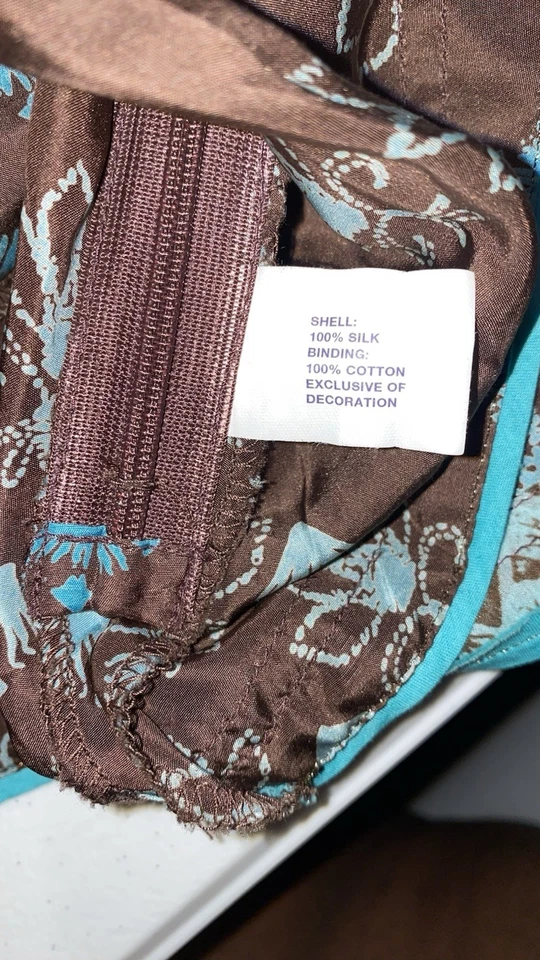 SHELL:
100% SILK
BINDING:
100% COTTON
EXCLUSIVE OF
DECORATION